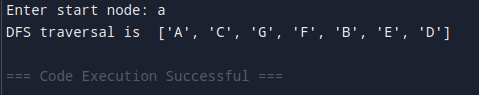 Enter start node: a
DFS traversal is  ['A', 'C', 'G', 'F', 'B', 'E', 'D']
=== Code Execution Successful ===